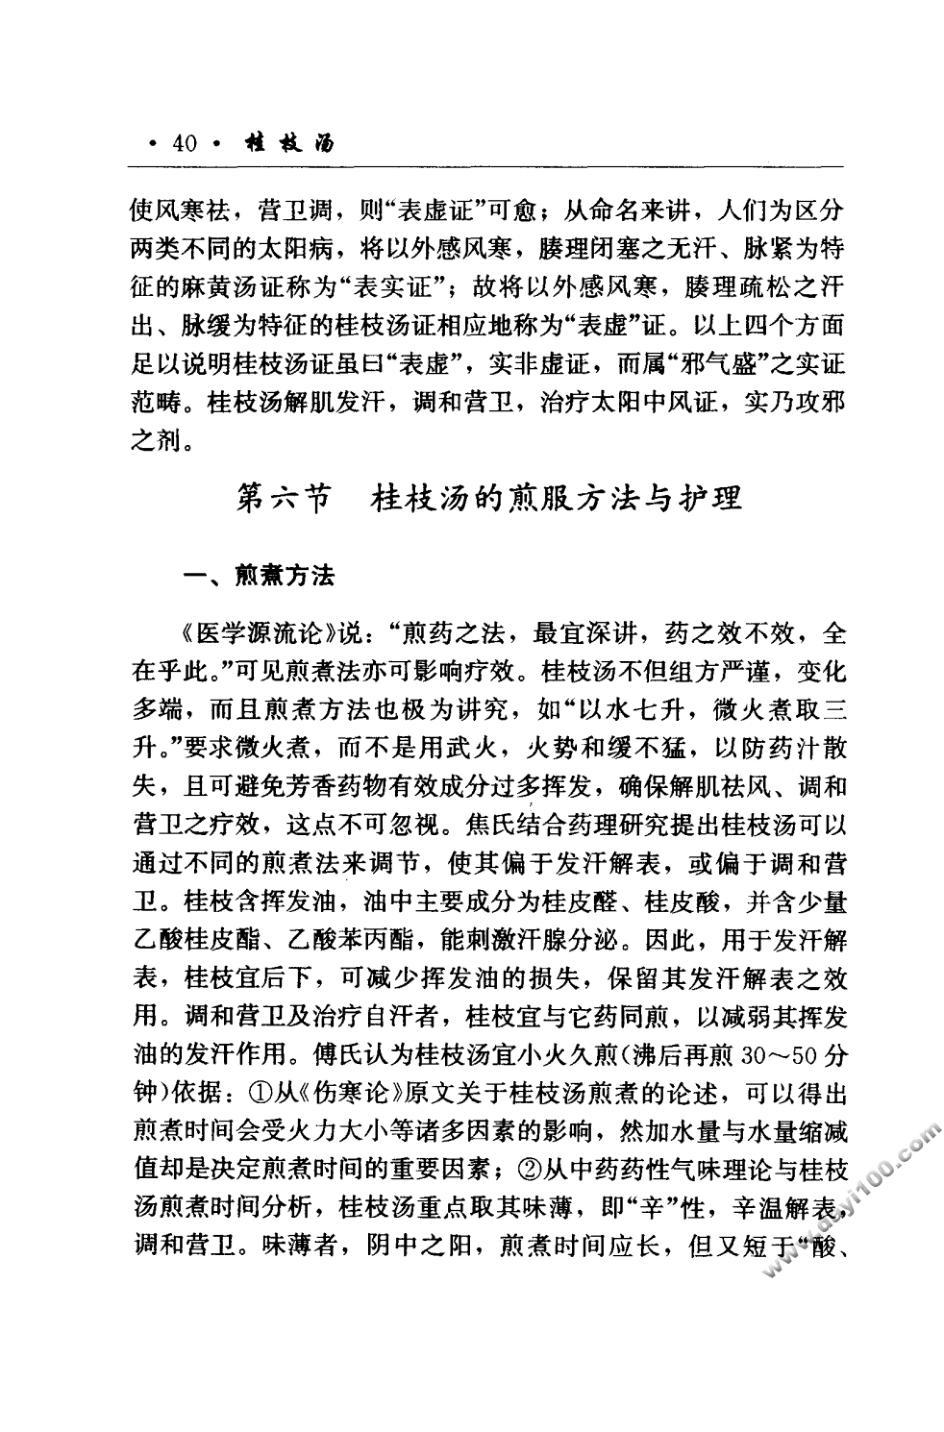 · 40 · 桂枝汤
使风寒祛，营卫调，则“表虚证”可愈；从命名来讲，人们为区分
两类不同的太阳病，将以外感风寒，腠理闭塞之无汗、脉紧为特
征的麻黄汤证称为“表实证”；故将以外感风寒，腠理疏松之汗
出、脉缓为特征的桂枝汤证相应地称为“表虚”证。以上四个方面
足以说明桂枝汤证虽曰“表虚”，实非虚证，而属“邪气盛”之实证
范畴。桂枝汤解肌发汗，调和营卫，治疗太阳中风证，实乃攻邪
之剂。
第六节　桂枝汤的煎服方法与护理
一、煎煮方法
《医学源流论》说：“煎药之法，最宜深讲，药之效不效，全
在乎此。”可见煎煮法亦可影响疗效。桂枝汤不但组方严谨，变化
多端，而且煎煮方法也极为讲究，如“以水七升，微火煮取三
升。”要求微火煮，而不是用武火，火势和缓不猛，以防药汁散
失，且可避免芳香药物有效成分过多挥发，确保解肌祛风、调和
营卫之疗效，这点不可忽视。焦氏结合药理研究提出桂枝汤可以
通过不同的煎煮法来调节，使其偏于发汗解表，或偏于调和营
卫。桂枝含挥发油，油中主要成分为桂皮醛、桂皮酸，并含少量
乙酸桂皮酯、乙酸苯丙酯，能刺激汗腺分泌。因此，用于发汗解
表，桂枝宜后下，可减少挥发油的损失，保留其发汗解表之效
用。调和营卫及治疗自汗者，桂枝宜与它药同煎，以减弱其挥发
油的发汗作用。傅氏认为桂枝汤宜小火久煎（沸后再煎 30～50 分
钟）依据：①从《伤寒论》原文关于桂枝汤煎煮的论述，可以得出
煎煮时间会受火力大小等诸多因素的影响，然加水量与水量缩减
值却是决定煎煮时间的重要因素；②从中药药性气味理论与桂枝
汤煎煮时间分析，桂枝汤重点取其味薄，即“辛”性，辛温解表，
调和营卫。味薄者，阴中之阳，煎煮时间应长，但又短于“酸、
www.dayi100.com